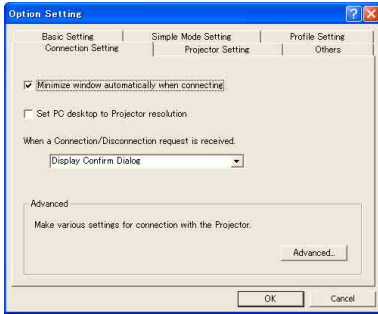 Option Setting
Basic Setting Simple Mode Setting Profile Setting
Connection Setting Projector Setting Others
Minimize window automatically when connecting
Set PC desktop to Projector resolution
When a Connection/Disconnection request is received.
Display Confirm Dialog
Advanced
Make various settings for connection with the Projector.
Advanced...
OK Cancel